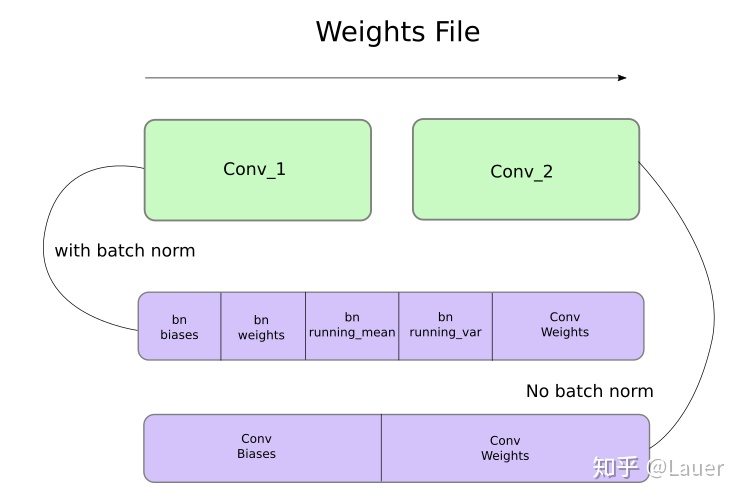 Weights File
Conv_1
Conv_2
with batch norm
bn
biases
bn
weights
bn
running_mean
bn
running_var
Conv
Weights
No batch norm
Conv
Biases
Conv
Weights
知乎 @Lauer